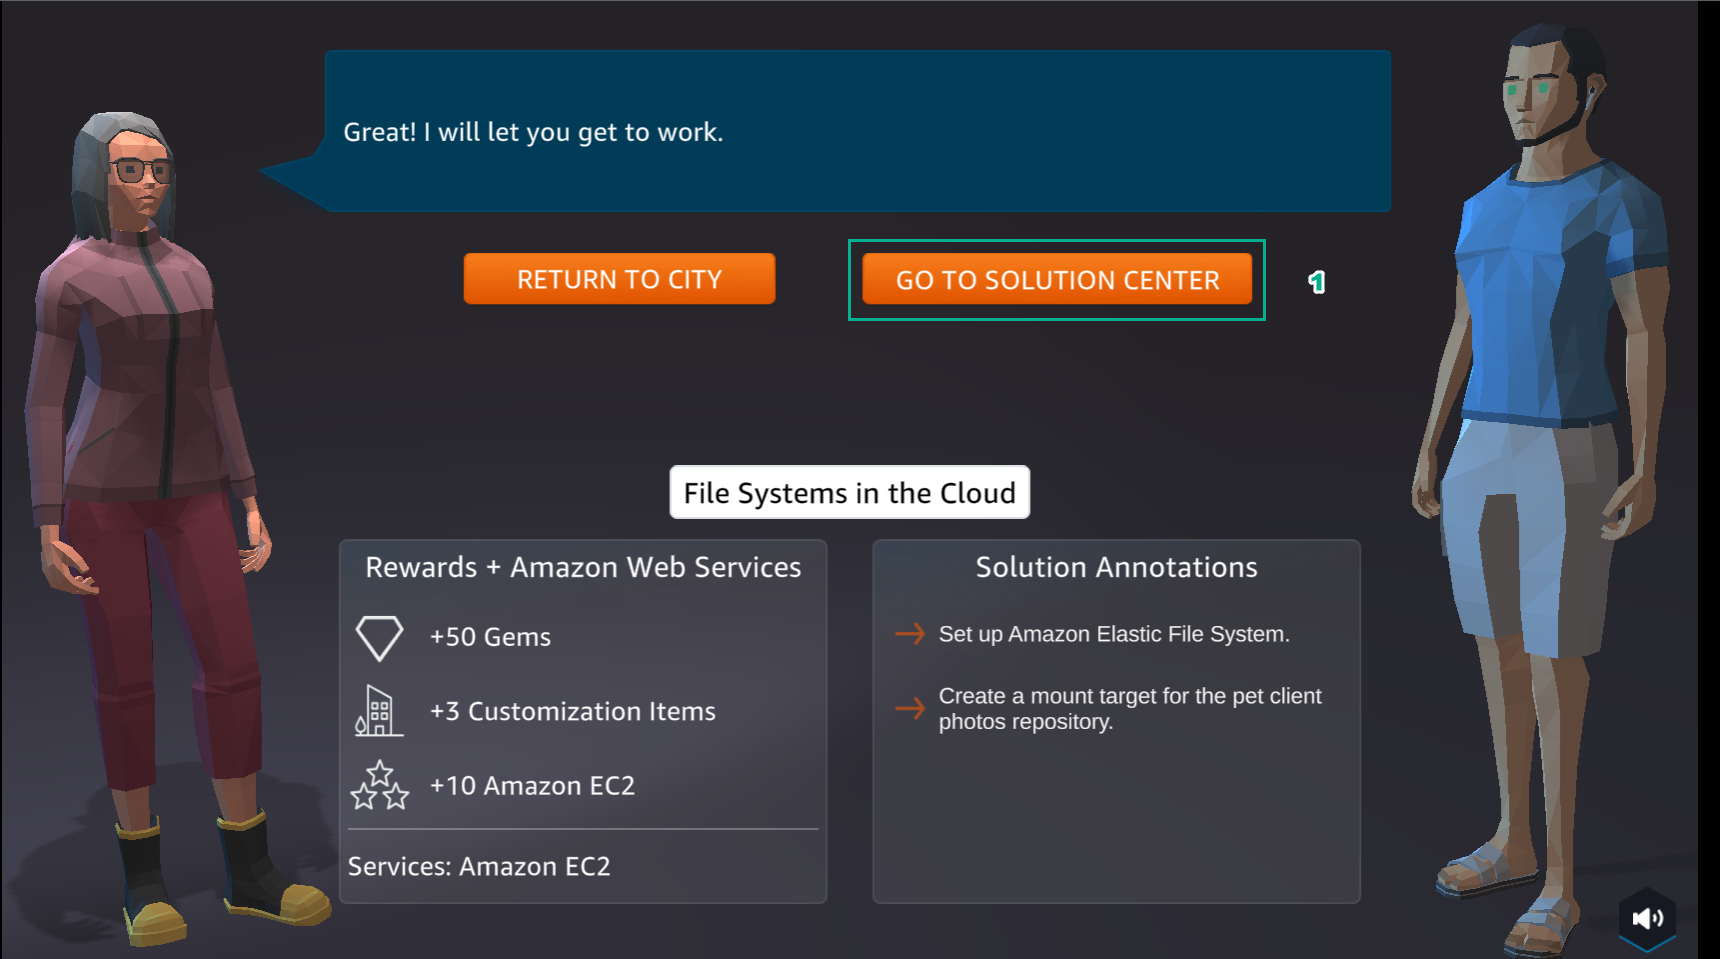 Great! I will let you get to work.
RETURN TO CITY
GO TO SOLUTION CENTER
1
File Systems in the Cloud
Rewards + Amazon Web Services
+50 Gems
+3 Customization Items
+10 Amazon EC2
Services: Amazon EC2
Solution Annotations
Set up Amazon Elastic File System.
Create a mount target for the pet client
photos repository.